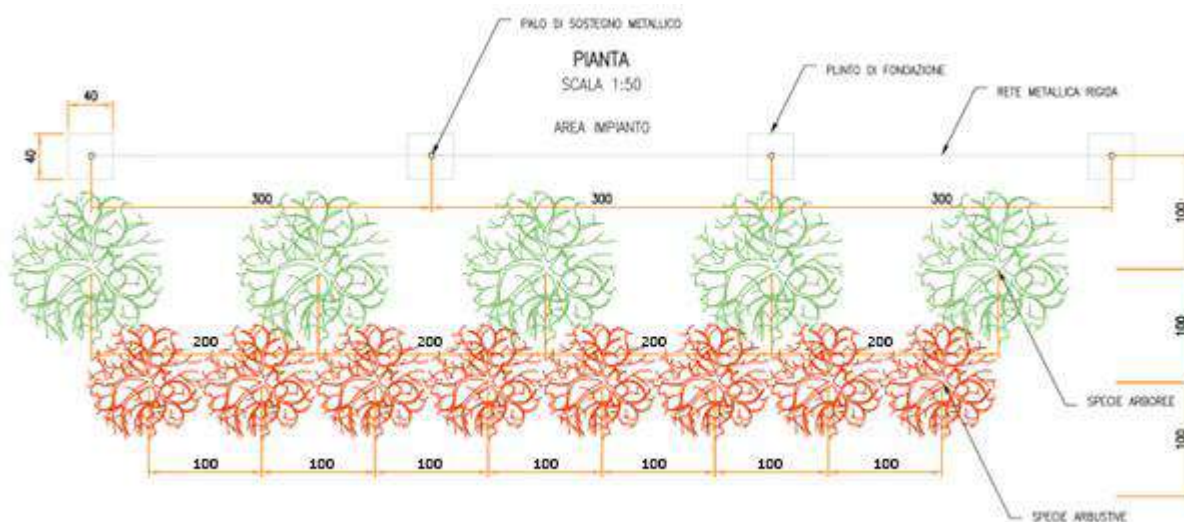 PALO DI SOSTEGNO METALLICO
PIANTA
SCALA 1:50
PLINTO DI FONDAZIONE
RETE METALLICA RIGIDA
AREA IMPIANTO
40
40
300
300
300
100
200
200
200
200
100
SPECIE ARBOREE
100
100
100
100
100
100
100
100
SPECIE ARBUSTIVE